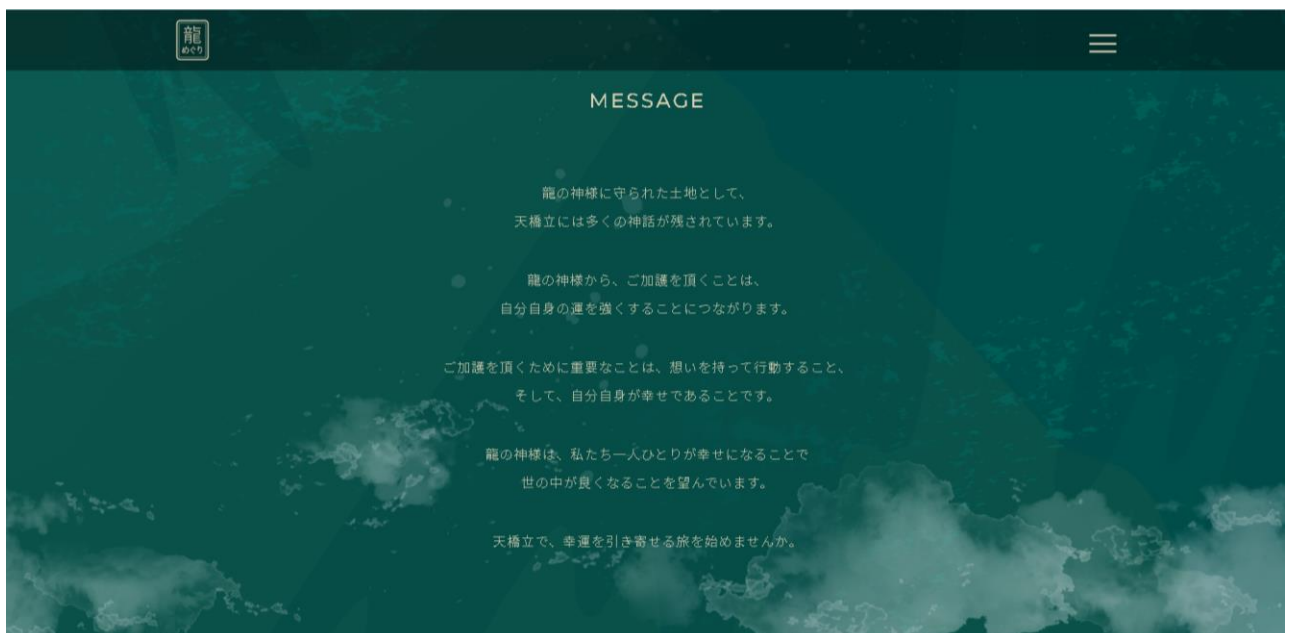 龍
めぐり
MESSAGE
龍の神様に守られた土地として、
天橋立には多くの神話が残されています。
龍の神様から、ご加護を頂くことは、
自分自身の運を強くすることにつながります。
ご加護を頂くために重要なことは、想いを持って行動すること、
そして、自分自身が幸せであることです。
龍の神様は、私たち一人ひとりが幸せになることで
世の中が良くなることを望んでいます。
天橋立で、幸運を引き寄せる旅を始めませんか。